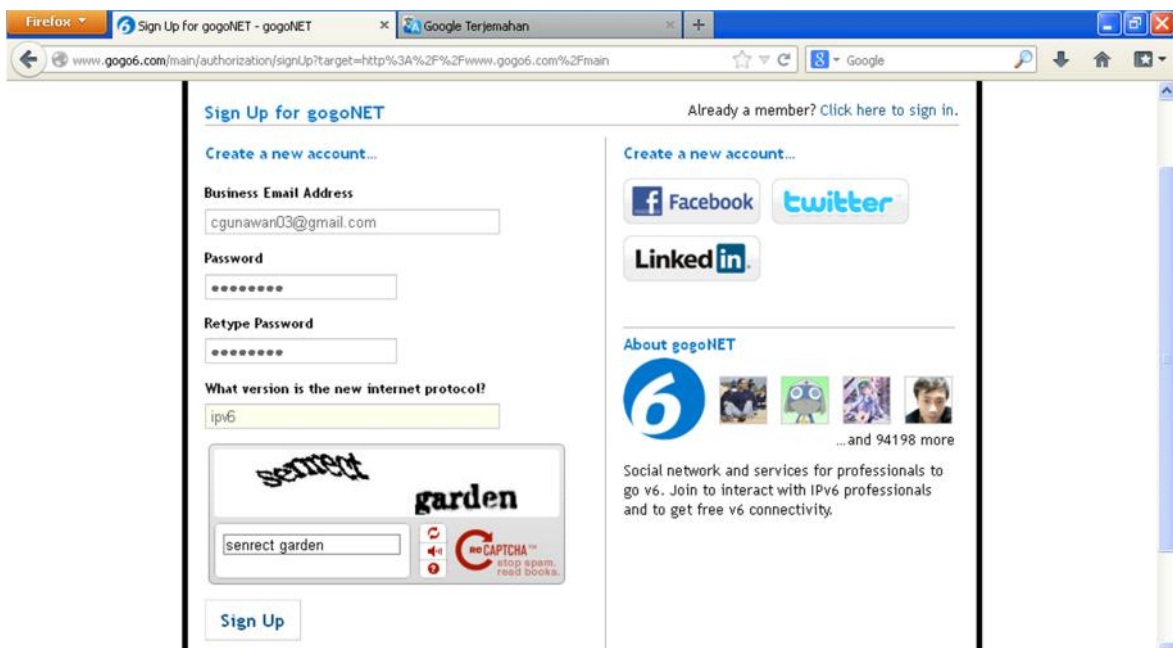 Firefox
Sign Up for gogoNET - gogoNET
Google Terjemahan
www.gogo6.com/main/authorization/signUp?target=http%3A%2F%2Fwww.gogo6.com%2Fmain
Google
Sign Up for gogoNET
Already a member? Click here to sign in.
Create a new account...
Business Email Address
cgunawan03@gmail.com
Password
Retype Password
What version is the new internet protocol?
ipv6
senrect
garden
senrect garden
reCAPTCHA™
stop spam.
read books.
Sign Up
Create a new account...
Facebook
twitter
Linked in
About gogoNET
6
...and 94198 more
Social network and services for professionals to
go v6. Join to interact with IPv6 professionals
and to get free v6 connectivity.